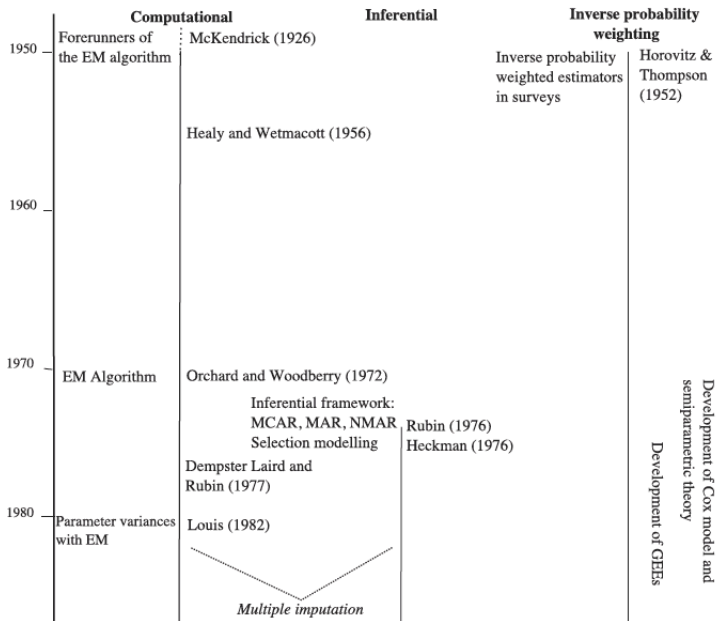 Computational
Inferential
Inverse probability
weighting
1950
Forerunners of
the EM algorithm
McKendrick (1926)
Inverse probability
weighted estimators
in surveys
Horovitz &
Thompson
(1952)
Healy and Wetmacott (1956)
1960
1970
EM Algorithm
Orchard and Woodberry (1972)
Inferential framework:
MCAR, MAR, NMAR
Selection modelling
Rubin (1976)
Heckman (1976)
Dempster Laird and
Rubin (1977)
Development of GEEs
Development of Cox model and
semiparametric theory
1980
Parameter variances
with EM
Louis (1982)
Multiple imputation